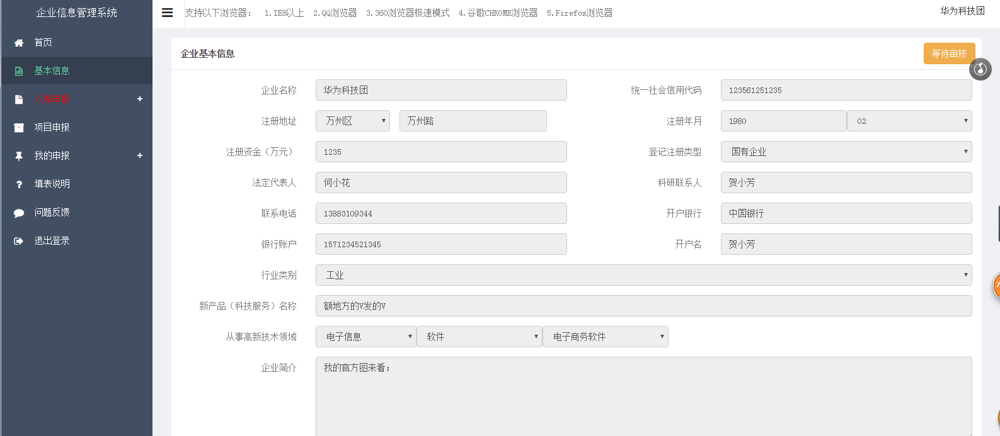 企业信息管理系统
支持以下浏览器： 1.IE8以上 2.QQ浏览器 3.360浏览器极速模式 4.谷歌CHROME浏览器 5.Firefox浏览器
华为科技团
首页
基本信息
项目申报
我的申报
填表说明
问题反馈
退出登录
企业基本信息
等待审核
企业名称 华为科技团 统一社会信用代码 123561251235
注册地址 万州区 万州路 注册年月 1980 02
注册资金（万元） 1235 登记注册类型 国有企业
法定代表人 何小花 科研联系人 贺小芳
联系电话 13883109344 开户银行 中国银行
银行账户 1571234521345 开户名 贺小芳
行业类别 工业
新产品（科技服务）名称 额地方的V发的V
从事高新技术领域 电子信息 软件 电子商务软件
企业简介 我的官方图来看；